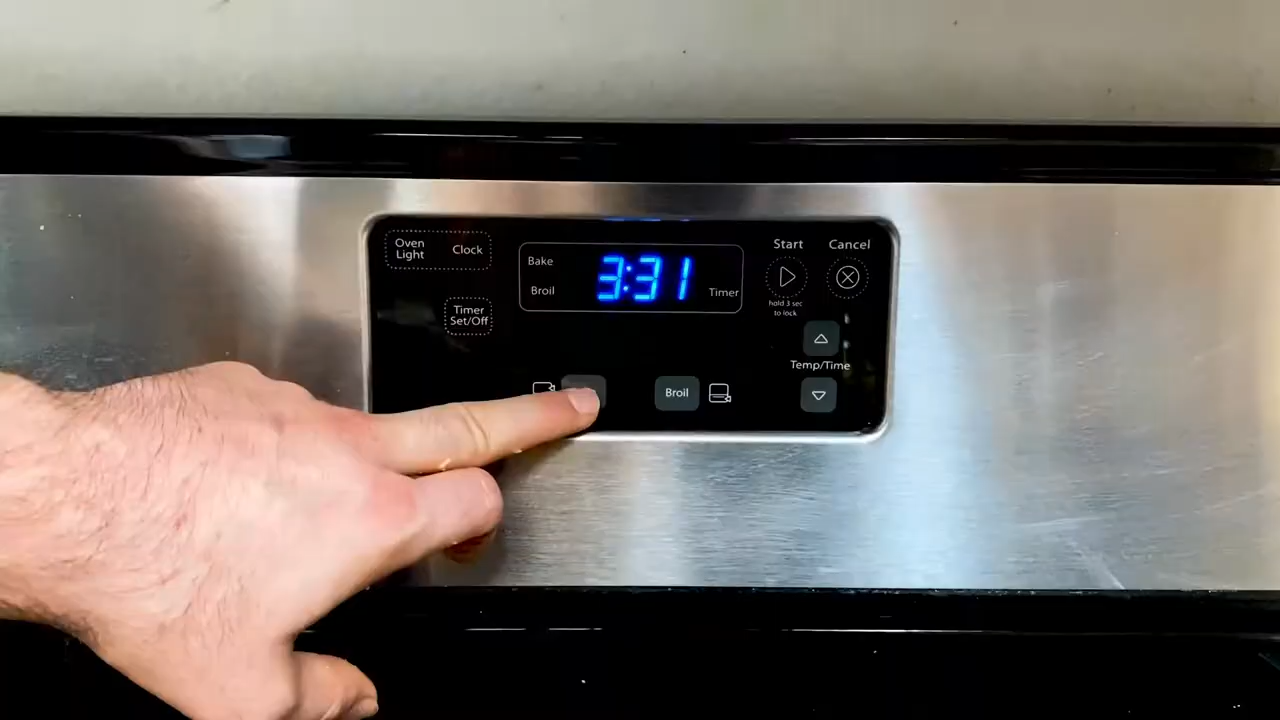 Oven
Light
Clock
Timer
Set/Off
Bake
Broil
3:31
Timer
Start
Cancel
hold 3 sec
to lock
Temp/Time
Broil